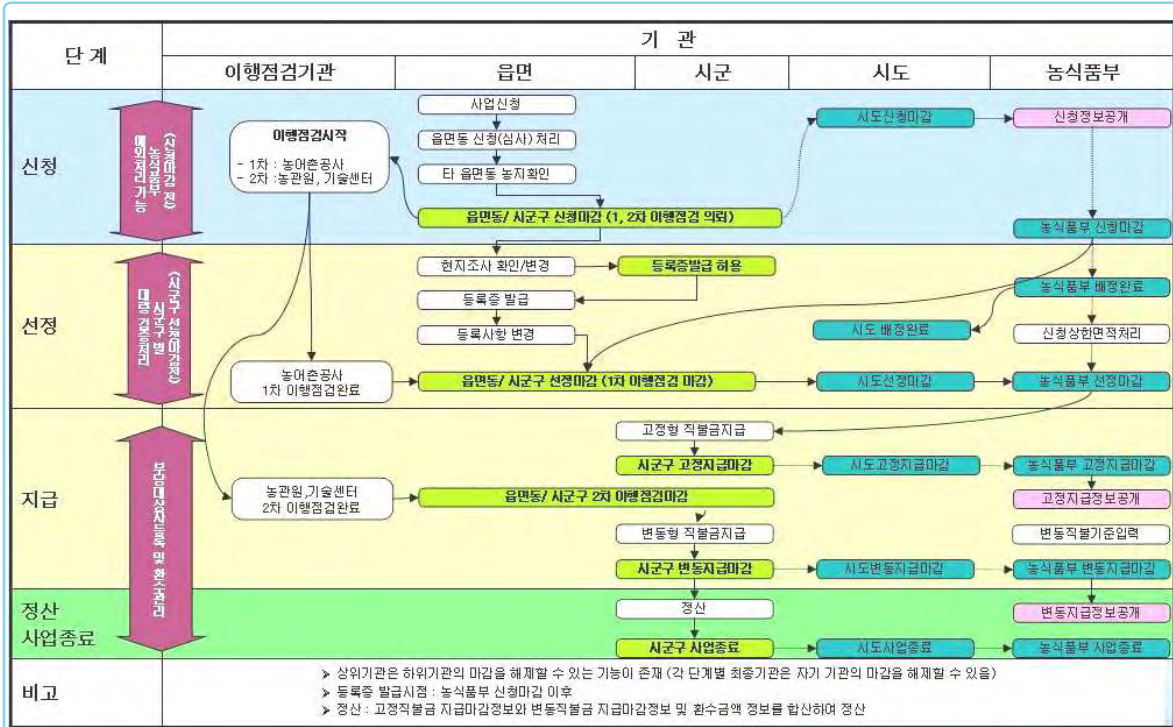 단 계
기 관
이행점검기관
읍면
시군
시도
농식품부
신청
(신청마감 전)
농식품부
예외처리 가능
이행점검시작
- 1차 : 농어촌공사
- 2차 :농관원, 기술센터
사업신청
읍면동 신청(심사) 처리
타 읍면동 농지확인
읍면동/ 시군구 신청마감 (1, 2차 이행점검 의뢰)
시도신청마감
신청정보공개
농식품부 신청마감
선정
(시군구 선정마감전)
시군구 별
현지조사 확인/변경
등록증발급 허용
등록증 발급
등록사항 변경
농식품부 배정완료
시도 배정완료
신청상한면적처리
농어촌공사
1차 이행점검완료
읍면동/ 시군구 선정마감 (1차 이행점검 마감)
시도선정마감
농식품부 선정마감
지급
부당대상자등록 및 환수관리
고정형 직불금지급
시군구 고정지급마감
시도고정지급마감
농식품부 고정지급마감
농관원,기술센터
2차 이행점검완료
읍면동/ 시군구 2차 이행점검마감
고정지급정보공개
변동형 직불금지급
변동직불기준입력
시군구 변동지급마감
시도변동지급마감
농식품부 변동지급마감
정산
사업종료
정산
변동지급정보공개
시군구 사업종료
시도사업종료
농식품부 사업종료
비고
➢ 상위기관은 하위기관의 마감을 해제할 수 있는 기능이 존재 (각 단계별 최종기관은 자기 기관의 마감을 해제할 수 있음)
➢ 등록증 발급시점 : 농식품부 신청마감 이후
➢ 정산 : 고정직불금 지급마감정보와 변동직불금 지급마감정보 및 환수금액 정보를 합산하여 정산